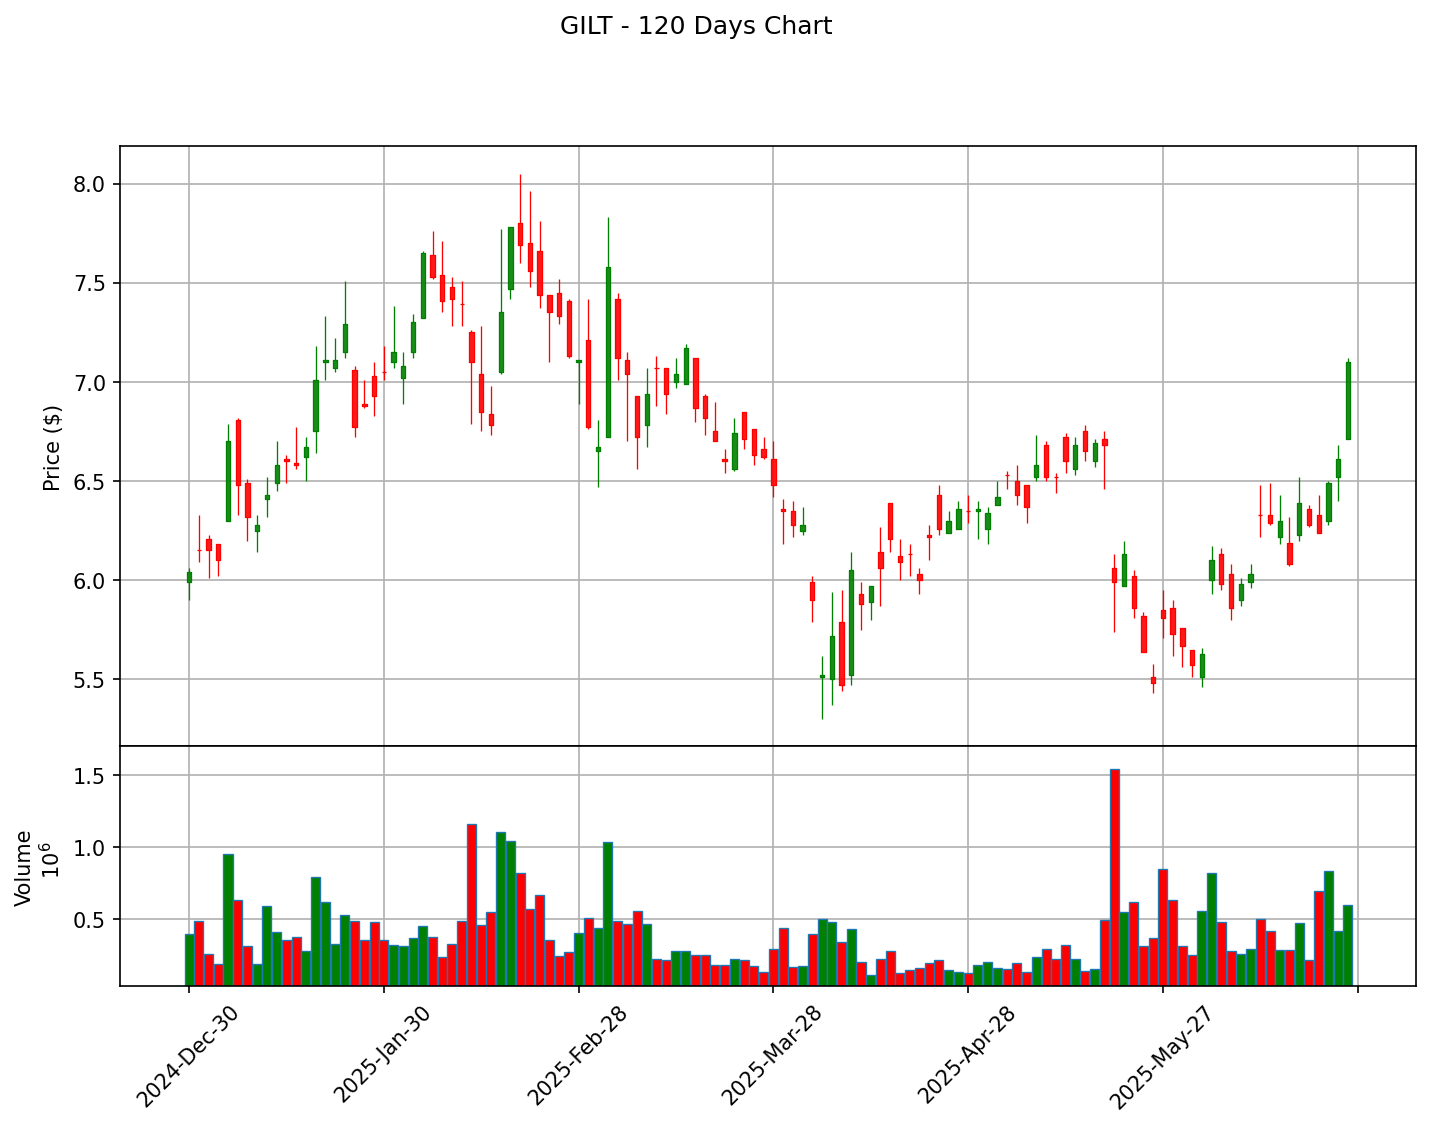 GILT - 120 Days Chart
Price ($)
8.0
7.5
7.0
6.5
6.0
5.5
Volume
10⁶
1.5
1.0
0.5
2024-Dec-30
2025-Jan-30
2025-Feb-28
2025-Mar-28
2025-Apr-28
2025-May-27